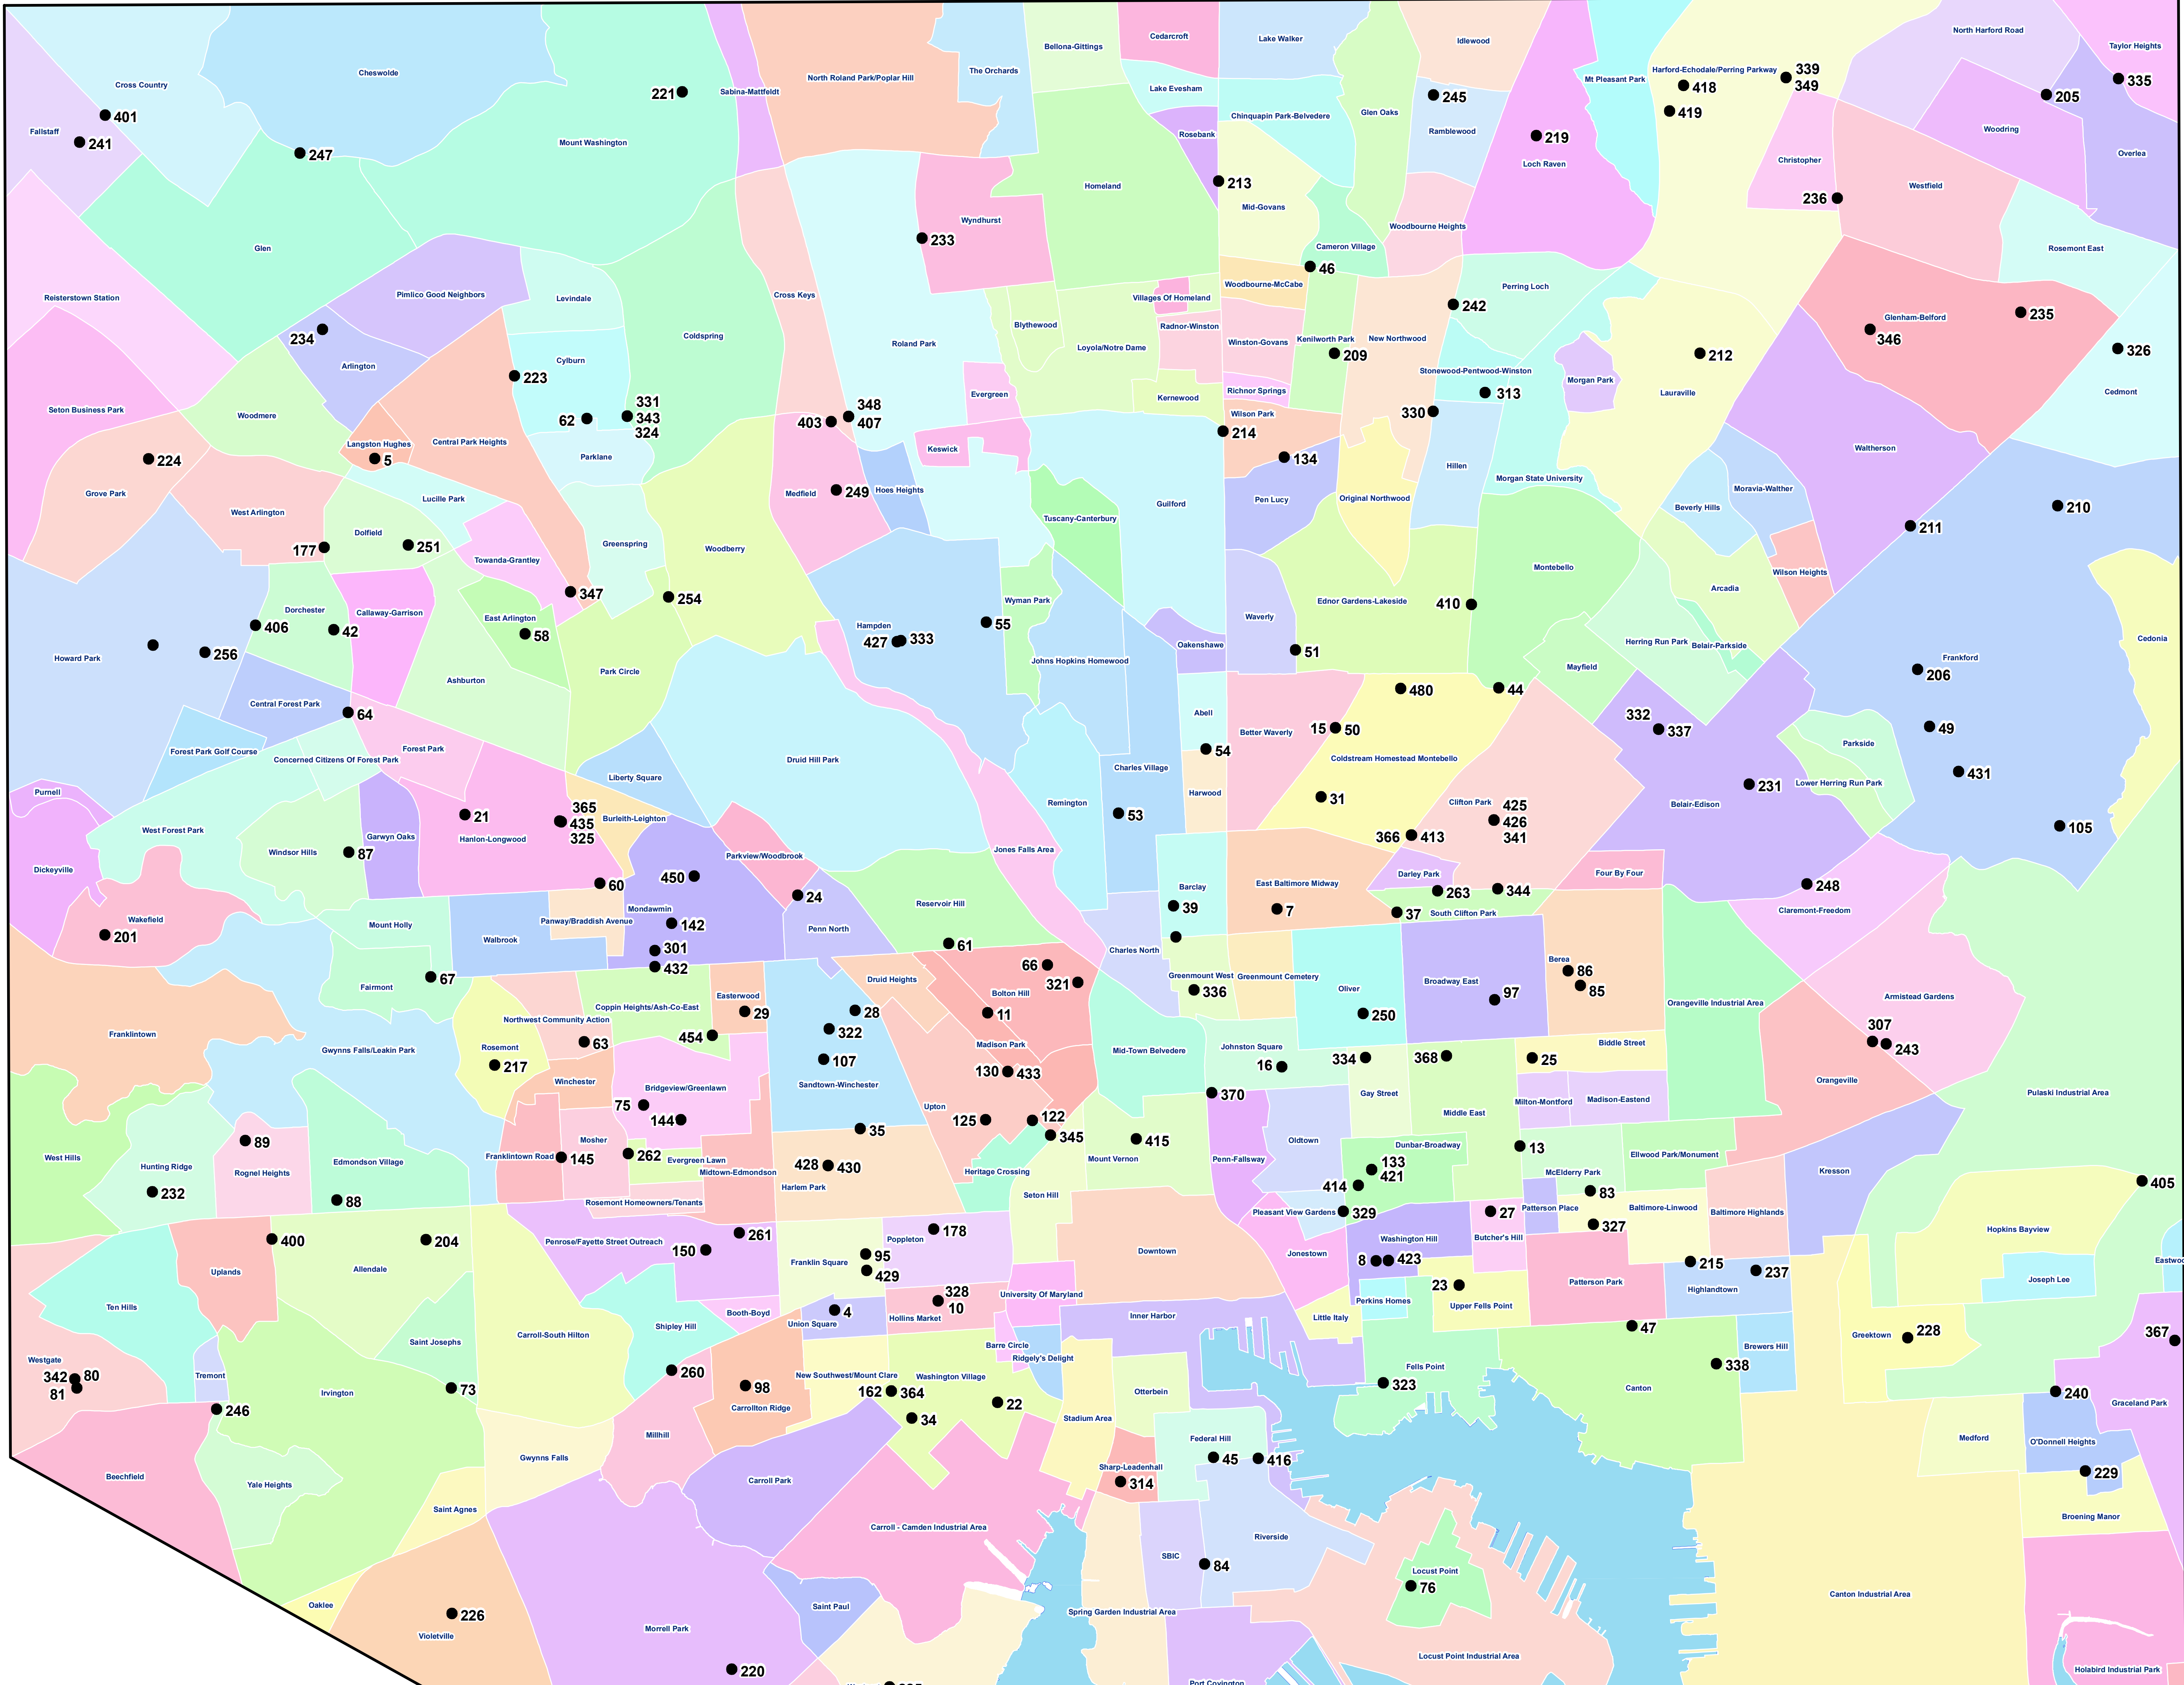 Cross Country
Cheswolde
Mount Washington
221
Sabina-Mattfeldt
North Roland Park/Poplar Hill
The Orchards
Bellona-Gittings
Cedarcroft
Lake Walker
Idlewood
Mt Pleasant Park
Harford-Echodale/Perring Parkway
339
349
418
419
North Harford Road
Taylor Heights
335
205
401
Fallstaff
241
247
Lake Evesham
Rosebank
Chinquapin Park-Belvedere
Glen Oaks
245
Ramblewood
219
Loch Raven
Woodring
Overlea
Christopher
236
Westfield
Homeland
213
Mid-Govans
Wyndhurst
233
Woodbourne Heights
Cameron Village
46
Glen
Rosemont East
Reisterstown Station
Pimlico Good Neighbors
Levindale
Cross Keys
Coldspring
Woodbourne-McCabe
Villages Of Homeland
Perring Loch
242
234
Arlington
Blythewood
Radnor-Winston
Loyola/Notre Dame
Roland Park
Winston-Govans
Kenilworth Park
209
New Northwood
212
Glenham-Belford
346
235
326
Cylburn
223
Stonewood-Pentwood-Winston
Morgan Park
Lauraville
Cedmont
62
331
343
324
Seton Business Park
Woodmere
Langston Hughes
5
Central Park Heights
Parklane
403
348
407
Evergreen
Kernewood
Richnor Springs
Wilson Park
214
330
313
Keswick
134
Hillen
Waltherson
224
Grove Park
Lucille Park
Medfield
249
Hoes Heights
Guilford
Pen Lucy
Original Northwood
Morgan State University
Moravia-Walther
Beverly Hills
West Arlington
Dolfield
251
177
Greenspring
Woodberry
Tuscany-Canterbury
211
210
Towanda-Grantley
347
254
Wyman Park
Ednor Gardens-Lakeside
Montebello
Arcadia
Wilson Heights
Dorchester
406
42
Callaway-Garrison
East Arlington
58
Hampden
427
333
55
Waverly
410
Oakenshawe
51
Herring Run Park
Belair-Parkside
Cedonia
Howard Park
256
Ashburton
Park Circle
Johns Hopkins Homewood
Mayfield
Frankford
206
Central Forest Park
64
Abell
480
44
332
337
49
Forest Park Golf Course
Forest Park
Concerned Citizens Of Forest Park
Druid Hill Park
54
Better Waverly
15
50
Coldstream Homestead Montebello
Parkside
431
Liberty Square
Charles Village
Harwood
Lower Herring Run Park
231
Purnell
West Forest Park
Remington
53
31
Clifton Park
425
426
341
Belair-Edison
105
21
Hanlon-Longwood
365
435
325
Burleith-Leighton
Garwyn Oaks
Windsor Hills
87
Jones Falls Area
366
413
Parkview/Woodbrook
Dickeyville
60
450
24
Barclay
39
East Baltimore Midway
7
Darley Park
263
344
Four By Four
248
Wakefield
201
Mount Holly
Walbrook
Panway/Braddish Avenue
Mondawmin
142
Penn North
Reservoir Hill
61
37
South Clifton Park
Claremont-Freedom
301
432
Charles North
Fairmont
67
66
321
Greenmount West
336
Greenmount Cemetery
Oliver
250
Broadway East
97
Berea
86
85
Orangeville Industrial Area
Armistead Gardens
Druid Heights
Bolton Hill
11
Coppin Heights/Ash-Co-East
Easterwood
29
28
322
Northwest Community Action
63
454
Franklintown
Gwynns Falls/Leakin Park
Rosemont
217
107
Sandtown-Winchester
Madison Park
130
433
Mid-Town Belvedere
Johnston Square
16
334
368
25
Biddle Street
307
243
Orangeville
Winchester
Bridgeview/Greenlawn
75
144
Upton
125
122
345
370
Gay Street
Middle East
Milton-Montford
Madison-Eastend
Pulaski Industrial Area
35
415
89
Mosher
Franklintown Road
145
262
Evergreen Lawn
Midtown-Edmondson
428
430
Harlem Park
Heritage Crossing
Mount Vernon
Penn-Fallsway
Oldtown
Dunbar-Broadway
133
421
414
13
Ellwood Park/Monument
McElderry Park
83
Kresson
405
West Hills
Hunting Ridge
232
Rognel Heights
Edmondson Village
88
Rosemont Homeowners/Tenants
Seton Hill
Pleasant View Gardens
329
27
Patterson Place
327
Baltimore-Linwood
Baltimore Highlands
Hopkins Bayview
400
204
Penrose/Fayette Street Outreach
150
261
178
Poppleton
95
429
Franklin Square
Downtown
Jonestown
Washington Hill
8
423
Butcher's Hill
Uplands
Allendale
215
237
Patterson Park
Highlandtown
Joseph Lee
Ten Hills
328
10
Hollins Market
4
Union Square
Booth-Boyd
Shipley Hill
University Of Maryland
Inner Harbor
Little Italy
Perkins Homes
23
Upper Fells Point
47
Saint Josephs
Carroll-South Hilton
Barre Circle
Ridgely's Delight
Brewers Hill
Greektown
228
367
Westgate
342
80
81
Tremont
Irvington
73
246
260
98
Carrollton Ridge
New Southwest/Mount Clare
162
364
34
Washington Village
22
Otterbein
Stadium Area
Fells Point
323
338
Canton
240
Graceland Park
Millhill
Federal Hill
45
416
Medford
O'Donnell Heights
229
Beechfield
Yale Heights
Gwynns Falls
Carroll Park
Sharp-Leadenhall
314
Saint Agnes
Carroll - Camden Industrial Area
Riverside
Broening Manor
SBIC
84
Locust Point
76
Canton Industrial Area
Oaklee
226
Violetville
Morrell Park
Saint Paul
Spring Garden Industrial Area
Locust Point Industrial Area
220
Port Covington
Holabird Industrial Park